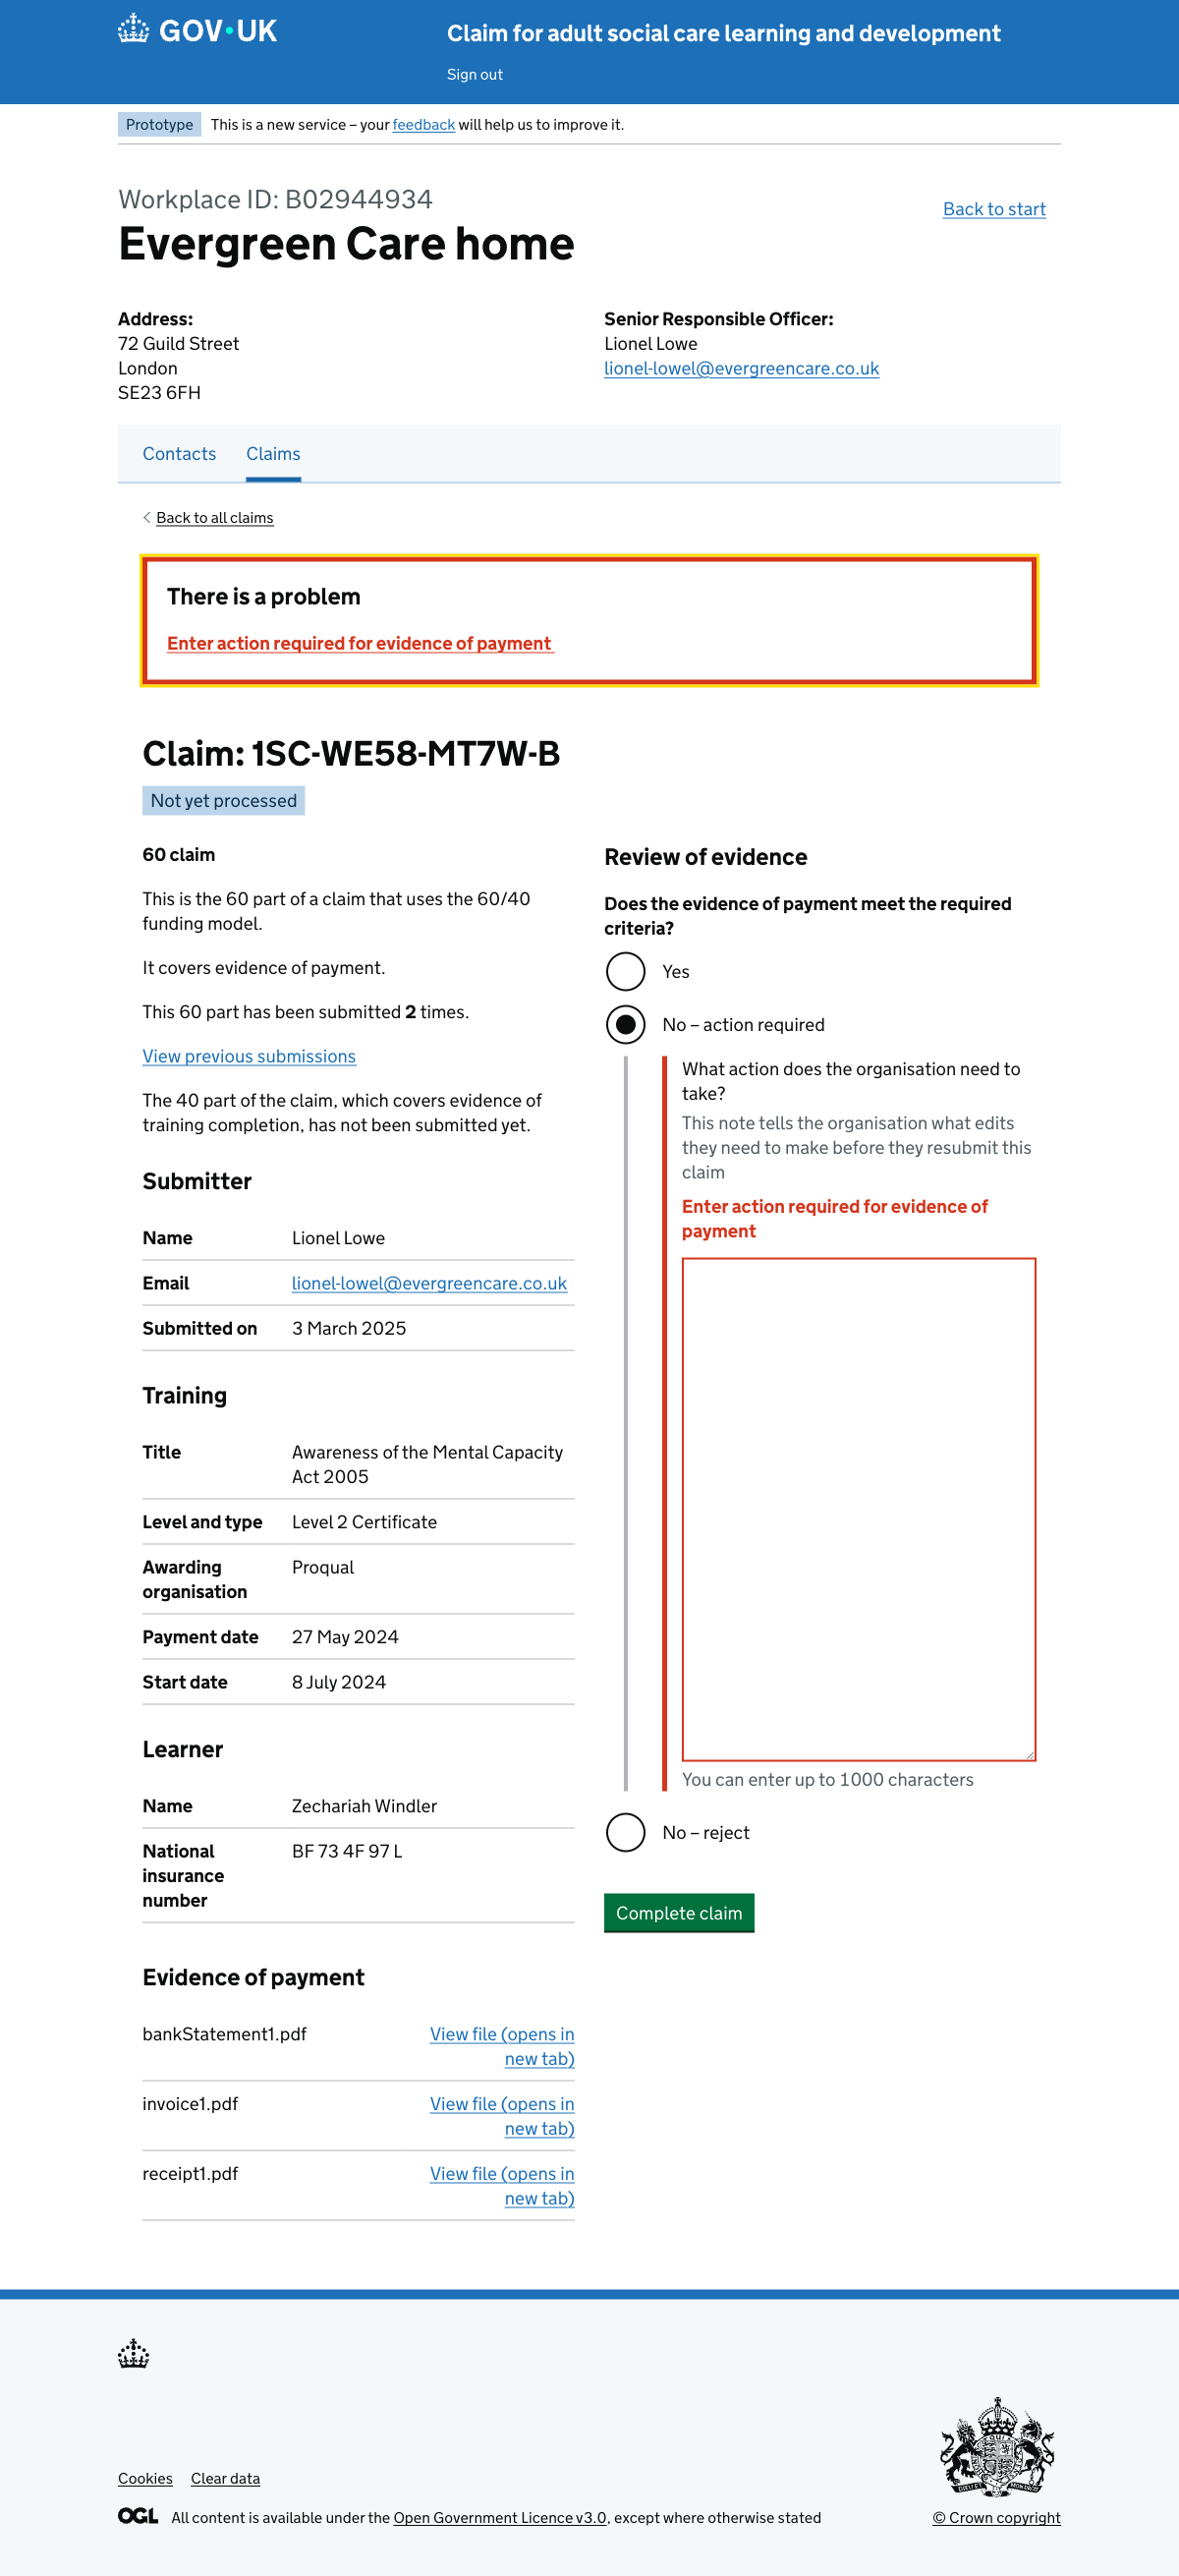 GOV•UK
Claim for adult social care learning and development
Sign out
Prototype This is a new service – your feedback will help us to improve it.
Workplace ID: B02944934
Back to start
Evergreen Care home
Address:
72 Guild Street
London
SE23 6FH
Senior Responsible Officer:
Lionel Lowe
lionel-lowel@evergreencare.co.uk
Contacts Claims
Back to all claims
There is a problem
Enter action required for evidence of payment
Claim: 1SC-WE58-MT7W-B
Not yet processed
60 claim
This is the 60 part of a claim that uses the 60/40
funding model.
It covers evidence of payment.
This 60 part has been submitted 2 times.
View previous submissions
The 40 part of the claim, which covers evidence of
training completion, has not been submitted yet.
Submitter
Name Lionel Lowe
Email lionel-lowel@evergreencare.co.uk
Submitted on 3 March 2025
Training
Title Awareness of the Mental Capacity
Act 2005
Level and type Level 2 Certificate
Awarding Proqual
organisation
Payment date 27 May 2024
Start date 8 July 2024
Learner
Name Zechariah Windler
National BF 73 4F 97 L
insurance
number
Evidence of payment
bankStatement1.pdf View file (opens in
new tab)
invoice1.pdf View file (opens in
new tab)
receipt1.pdf View file (opens in
new tab)
Review of evidence
Does the evidence of payment meet the required
criteria?
Yes
No – action required
What action does the organisation need to
take?
This note tells the organisation what edits
they need to make before they resubmit this
claim
Enter action required for evidence of
payment
You can enter up to 1000 characters
No – reject
Complete claim
Cookies Clear data
OGL All content is available under the Open Government Licence v3.0, except where otherwise stated
© Crown copyright